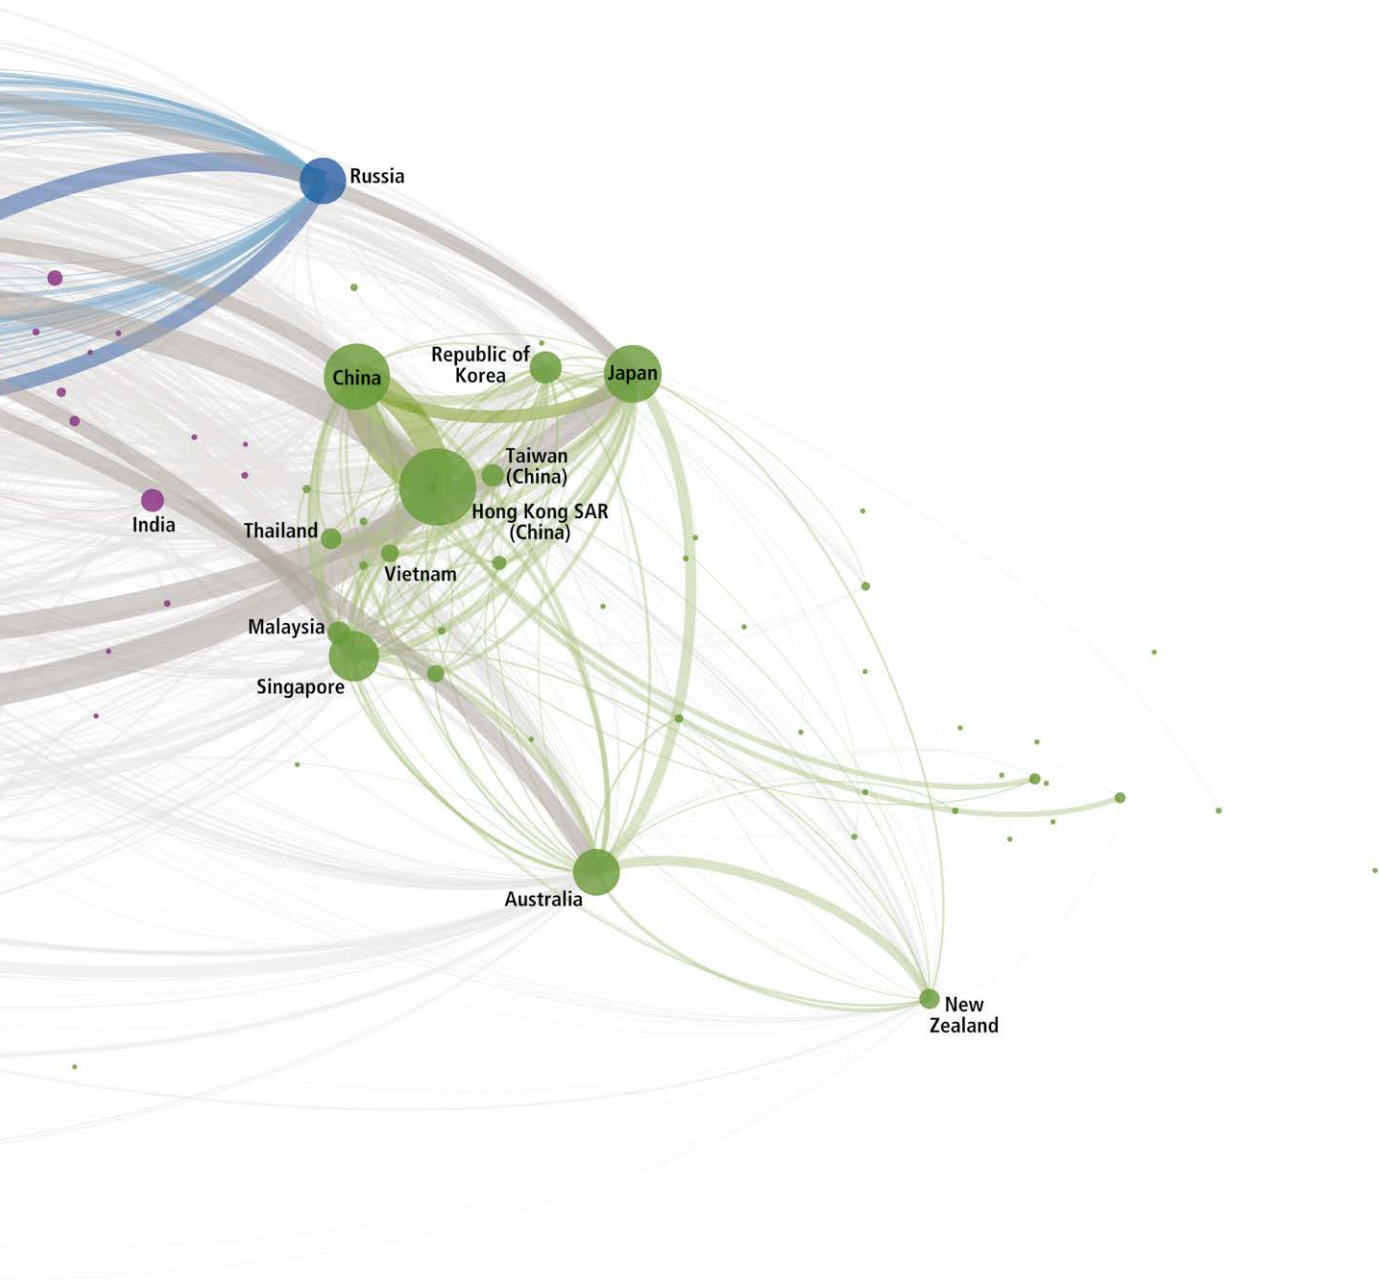 Russia
Republic of
Korea
China
Japan
Taiwan
(China)
Hong Kong SAR
(China)
India
Thailand
Vietnam
Malaysia
Singapore
Australia
New
Zealand